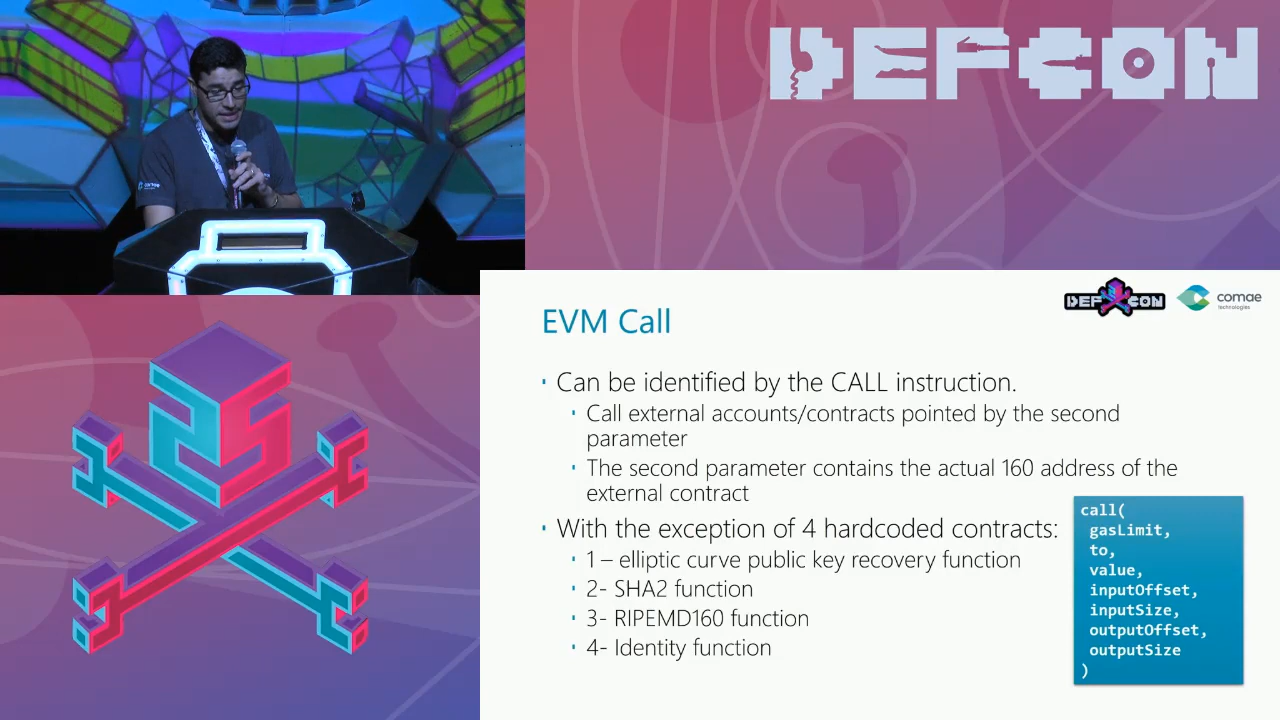 DEFCON
comae
DEF CON
comae
technologies
EVM Call
Can be identified by the CALL instruction.
Call external accounts/contracts pointed by the second
parameter
The second parameter contains the actual 160 address of the
external contract
With the exception of 4 hardcoded contracts:
1 – elliptic curve public key recovery function
2- SHA2 function
3- RIPEMD160 function
4- Identity function
call(
gasLimit,
to,
value,
inputOffset,
inputSize,
outputOffset,
outputSize
)